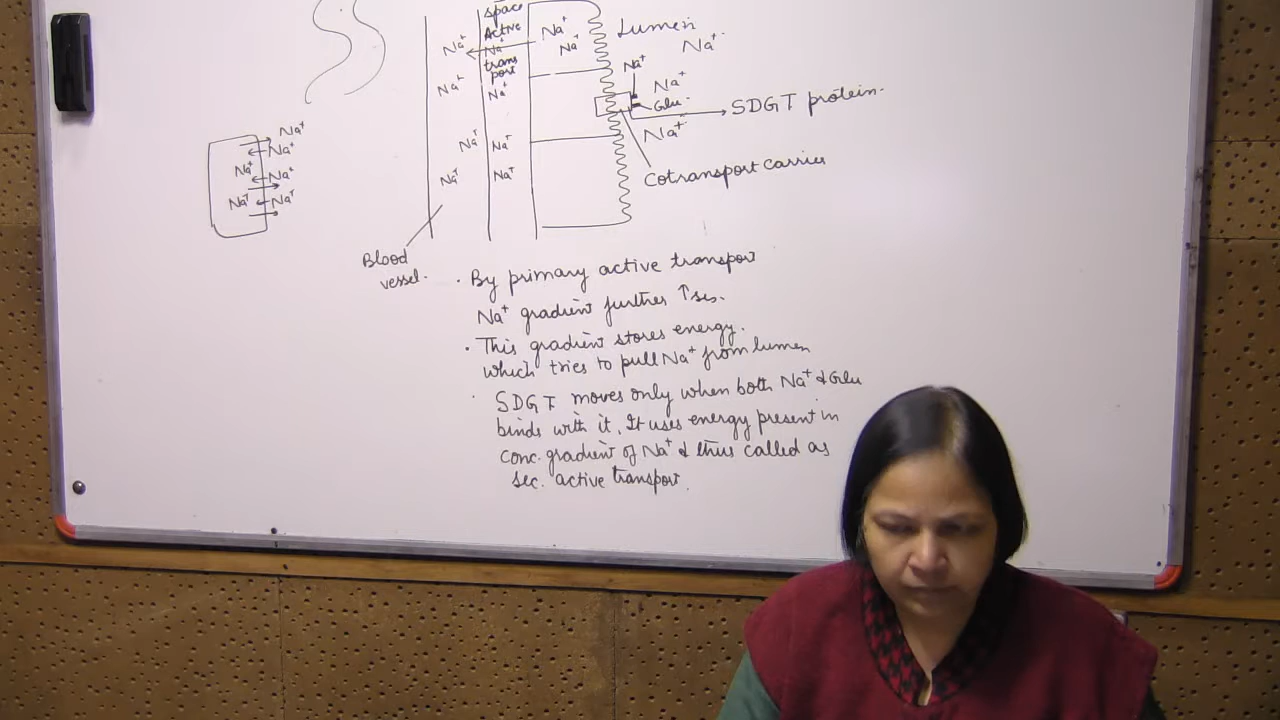 space
Active
Na⁺
transport
Na⁺
Na⁺
Na⁺
Na⁺
Na⁺
Na⁺
Na⁺
Na⁺
Na⁺
Lumen
Na⁺
Na⁺
Na⁺
Glu.
Na⁺
SDGT protein.
Cotransport carrier
Na⁺
Na⁺
Na⁺
Na⁺
Na⁺
Na⁺
Blood
vessel.
. By primary active transport
Na⁺ gradient further ↑ses.
. This gradient stores energy.
which tries to pull Na⁺ from lumen
. SDGT moves only when both Na⁺ & Glu
binds with it. It uses energy present in
conc. gradient of Na⁺ & thus called as
sec. active transport.